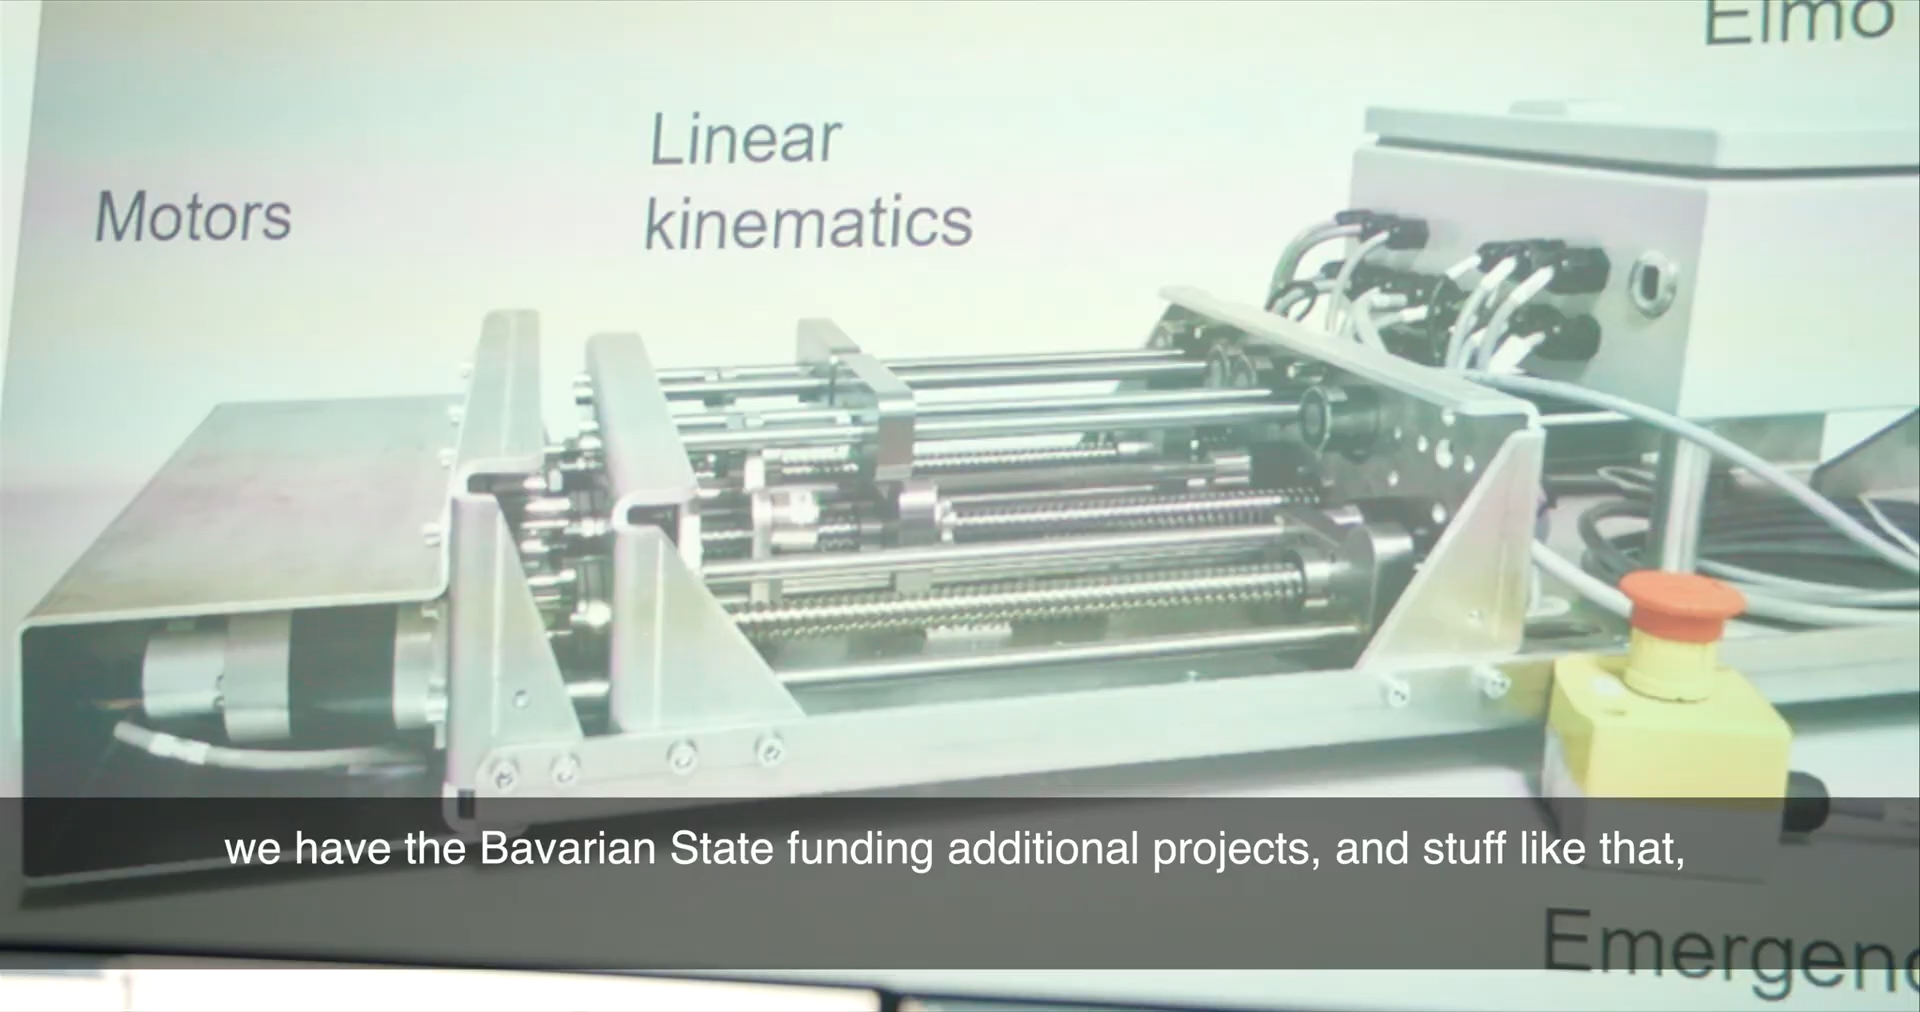 Elmo
Linear
kinematics
Motors
we have the Bavarian State funding additional projects, and stuff like that,